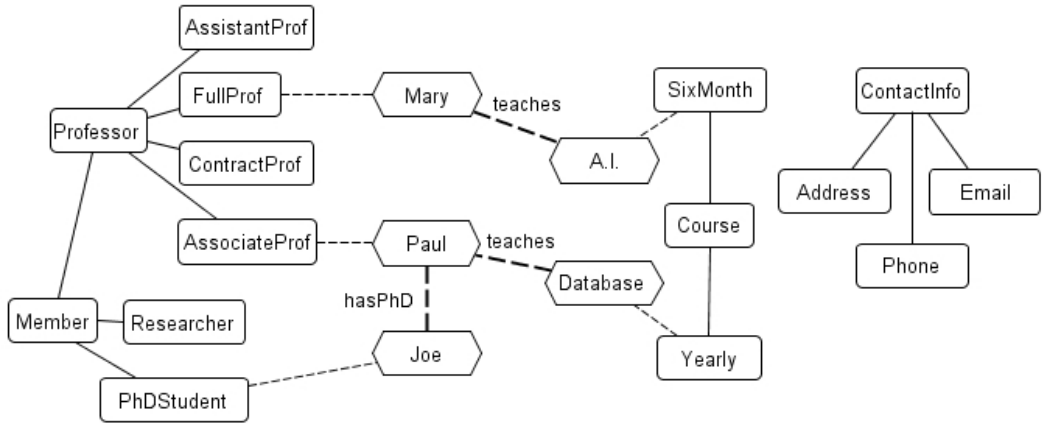 AssistantProf
FullProf
Mary
teaches
SixMonth
ContactInfo
Professor
A.I.
ContractProf
Address
Email
Course
AssociateProf
Paul
teaches
Phone
Database
hasPhD
Member
Researcher
Joe
Yearly
PhDStudent